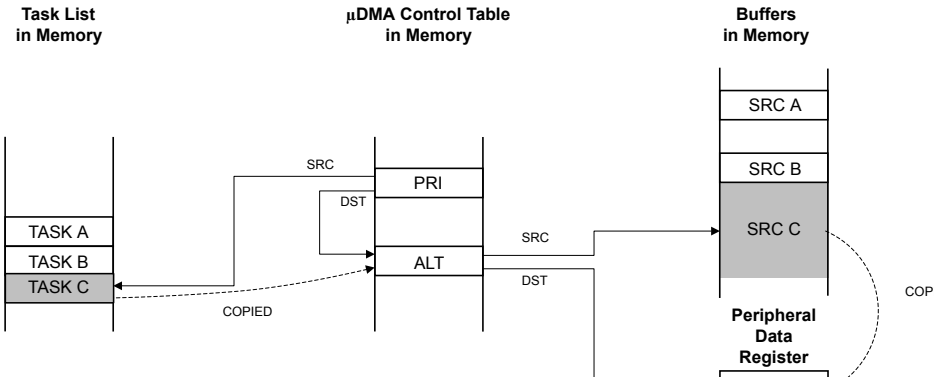 Task List
in Memory
µDMA Control Table
in Memory
Buffers
in Memory
SRC A
SRC B
SRC C
SRC
PRI
DST
TASK A
TASK B
TASK C
ALT
SRC
DST
COPIED
COP
Peripheral
Data
Register